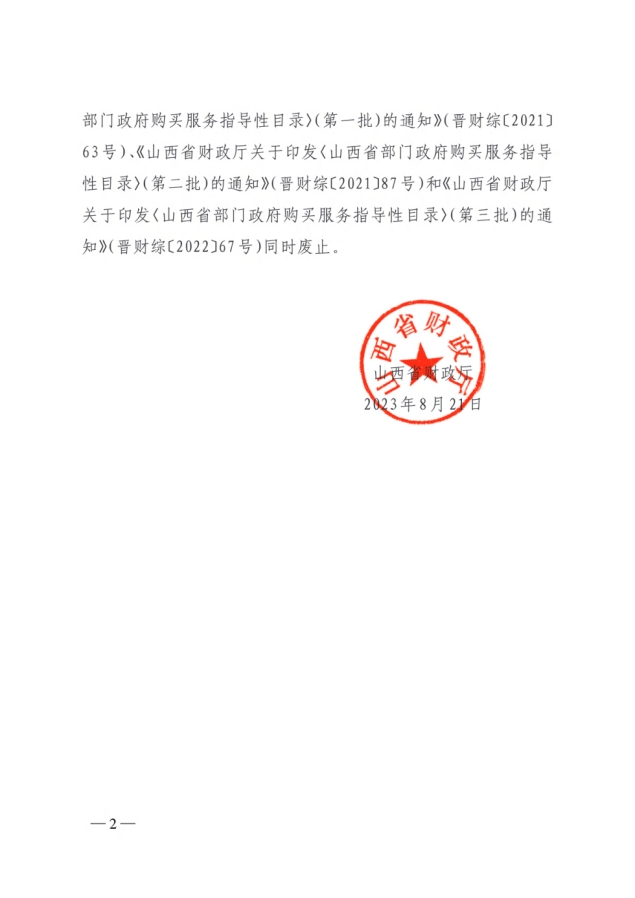 部门政府购买服务指导性目录〉(第一批)的通知》(晋财综〔2021〕
63号)、《山西省财政厅关于印发〈山西省部门政府购买服务指导
性目录〉(第二批)的通知》(晋财综〔2021〕87号)和《山西省财政厅
关于印发〈山西省部门政府购买服务指导性目录〉(第三批)的通
知》(晋财综〔2022〕67号)同时废止。
山西省财政厅
山西省财政厅
2023年8月21日
—2—